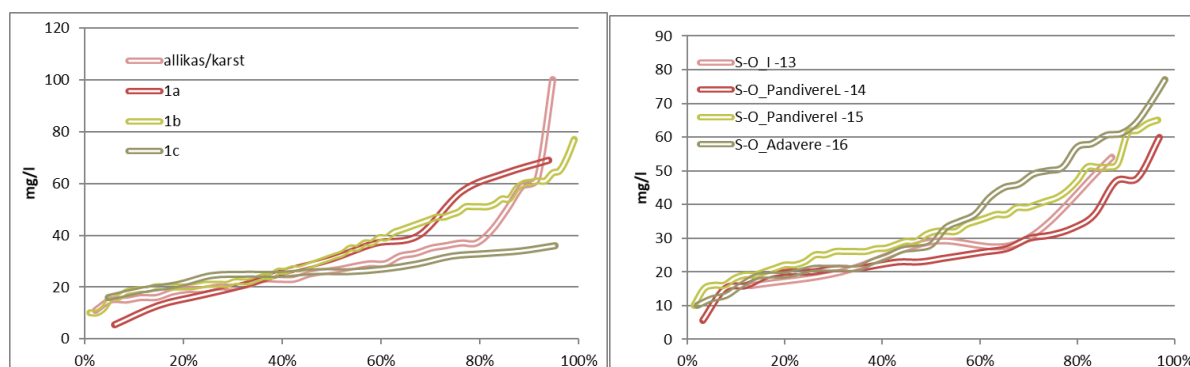 120
100
80
60
40
20
0
mg/l
allikas/karst
1a
1b
1c
0% 20% 40% 60% 80% 100%
90
80
70
60
50
40
30
20
10
0
mg/l
S-O_I -13
S-O_PandivereL -14
S-O_PandivereI -15
S-O_Adavere -16
0% 20% 40% 60% 80% 100%